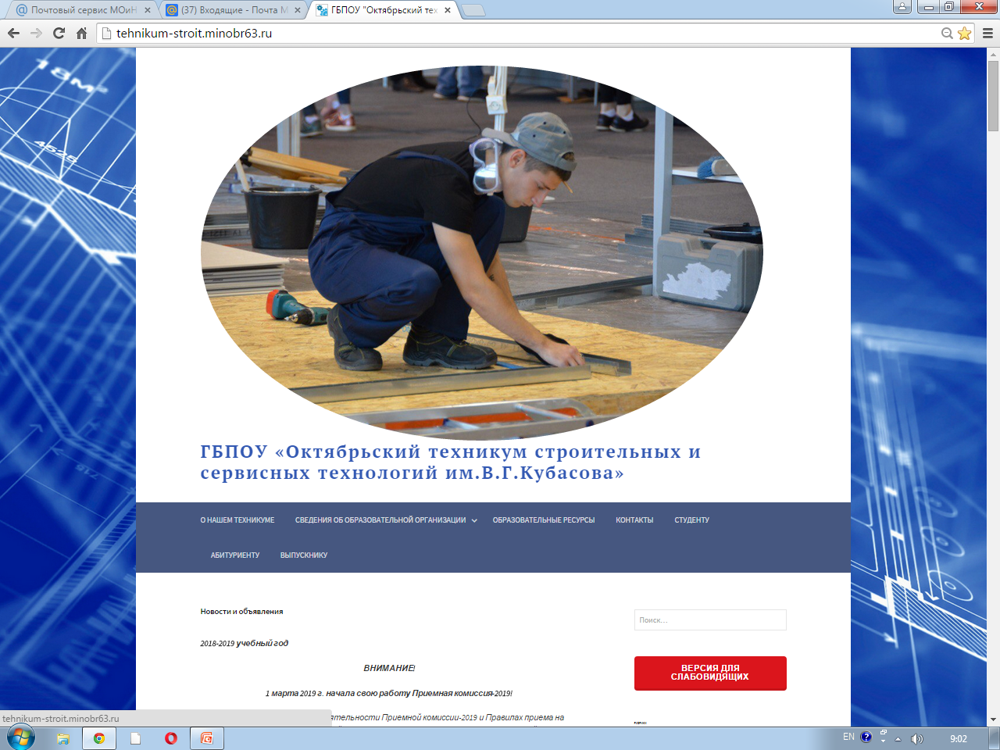 Почтовый сервис МОиН
(37) Входящие - Почта M
ГБПОУ "Октябрьский тех
tehnikum-stroit.minobr63.ru
18м²
4525
ГБПОУ «Октябрьский техникум строительных и
сервисных технологий им.В.Г.Кубасова»
О НАШЕМ ТЕХНИКУМЕ СВЕДЕНИЯ ОБ ОБРАЗОВАТЕЛЬНОЙ ОРГАНИЗАЦИИ ОБРАЗОВАТЕЛЬНЫЕ РЕСУРСЫ КОНТАКТЫ СТУДЕНТУ
АБИТУРИЕНТУ ВЫПУСКНИКУ
Новости и объявления
Поиск...
2018-2019 учебный год
ВНИМАНИЕ!
ВЕРСИЯ ДЛЯ
СЛАБОВИДЯЩИХ
1 марта 2019 г. начала свою работу Приемная комиссия-2019!
ятельности Приемной комиссии-2019 и Правилах приема на
tehnikum-stroit.minobr63.ru
EN
9:02